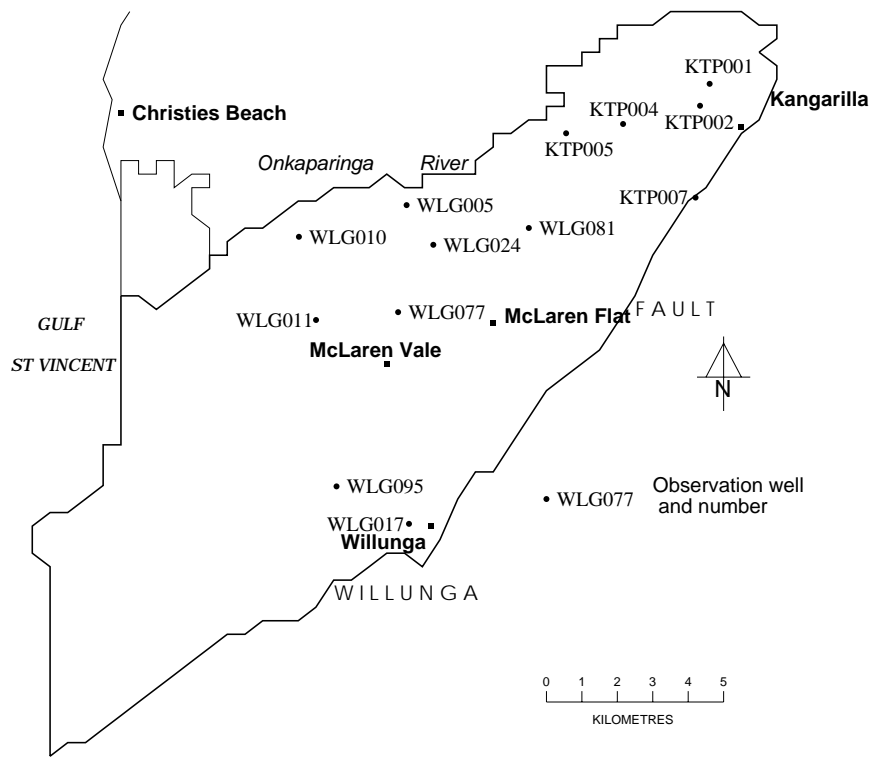 KTP001
Kangarilla
Christies Beach
KTP004
KTP002
KTP005
Onkaparinga River
KTP007
WLG005
WLG081
WLG010
WLG024
FAULT
WLG077
WLG011
McLaren Flat
GULF
ST VINCENT
McLaren Vale
N
WLG095
WLG077
Observation well
and number
WLG017
Willunga
WILLUNGA
0 1 2 3 4 5
KILOMETRES